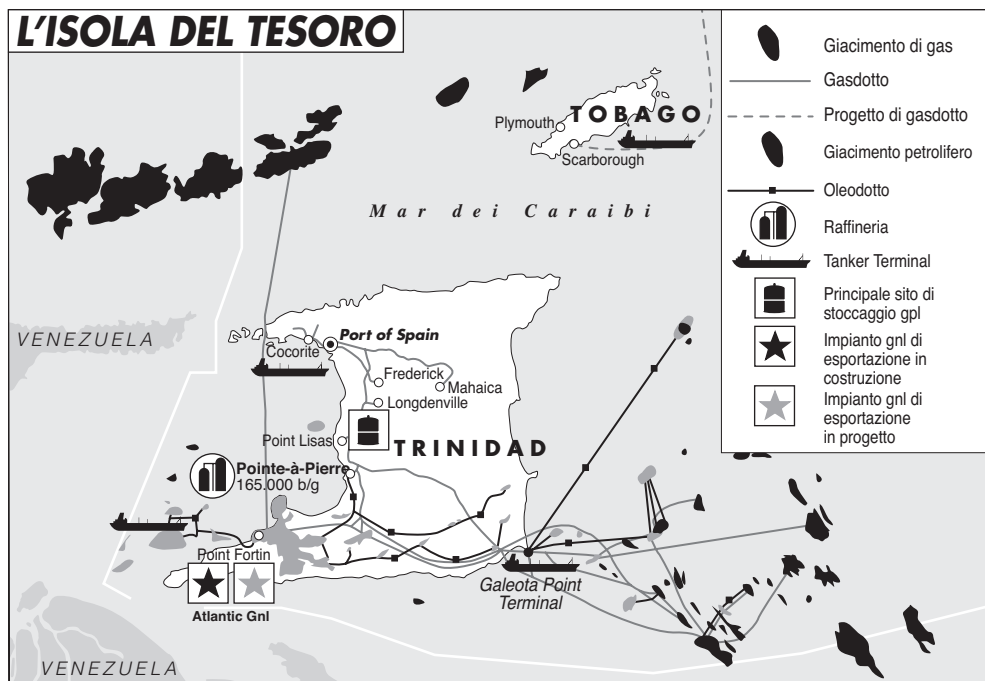 L'ISOLA DEL TESORO
Giacimento di gas
Gasdotto
Progetto di gasdotto
Giacimento petrolifero
Oleodotto
Raffineria
Tanker Terminal
Principale sito di
stoccaggio gpl
Impianto gnl di
esportazione in
costruzione
Impianto gnl di
esportazione
in progetto
Plymouth
TOBAGO
Scarborough
Mar dei Caraibi
VENEZUELA
Port of Spain
Cocorite
Frederick
Mahaica
Longdenville
Point Lisas
TRINIDAD
Pointe-à-Pierre
165.000 b/g
Point Fortin
Galeota Point
Terminal
Atlantic Gnl
VENEZUELA